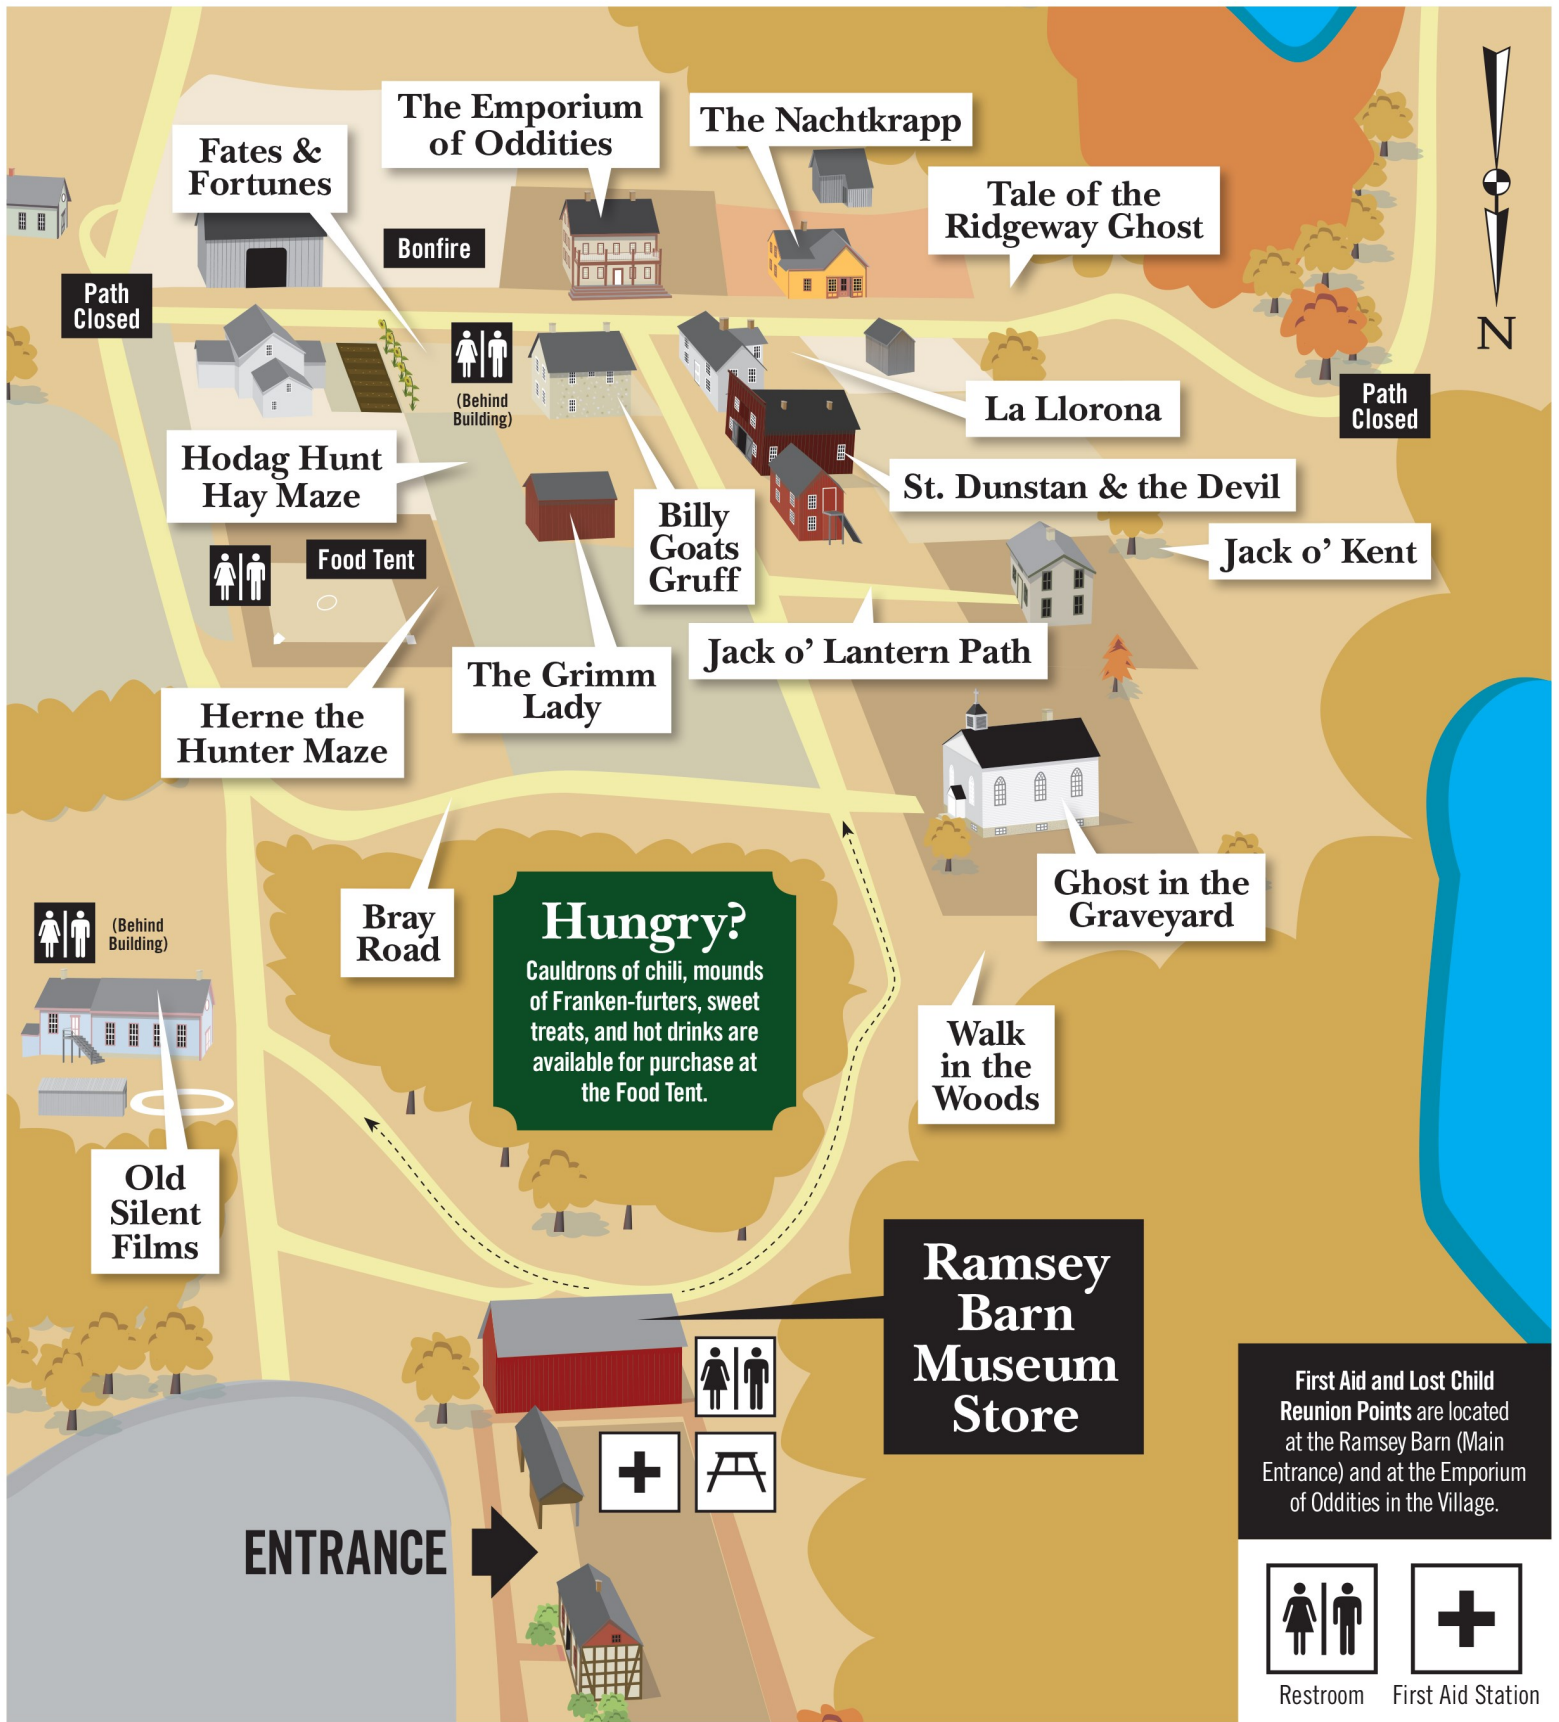 The Emporium
of Oddities
The Nachtkrapp
Fates &
Fortunes
Tale of the
Ridgeway Ghost
Bonfire
Path
Closed
N
(Behind
Building)
Path
Closed
La Llorona
Hodag Hunt
Hay Maze
St. Dunstan & the Devil
Billy
Goats
Gruff
Jack o’ Kent
Food Tent
Jack o’ Lantern Path
The Grimm
Lady
Herne the
Hunter Maze
Ghost in the
Graveyard
Bray
Road
Hungry?
Cauldrons of chili, mounds
of Franken-furters, sweet
treats, and hot drinks are
available for purchase at
the Food Tent.
(Behind
Building)
Walk
in the
Woods
Old
Silent
Films
Ramsey
Barn
Museum
Store
First Aid and Lost Child
Reunion Points are located
at the Ramsey Barn (Main
Entrance) and at the Emporium
of Oddities in the Village.
ENTRANCE
Restroom
First Aid Station